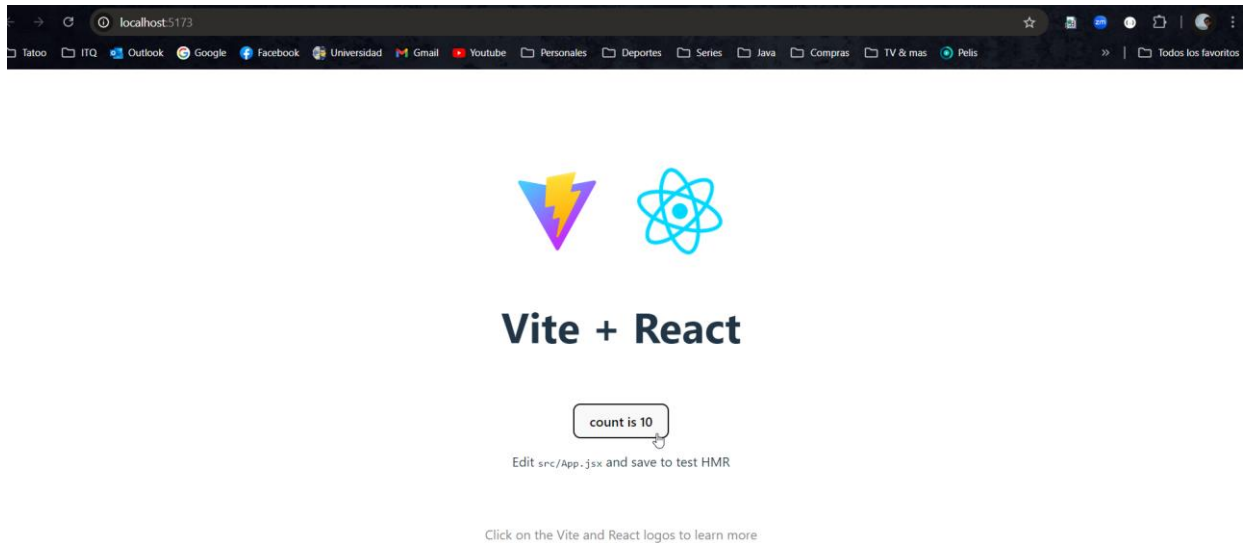 localhost:5173
Tatoo ITQ Outlook Google Facebook Universidad Gmail Youtube Personales Deportes Series Java Compras TV & mas Pelis » Todos los favoritos
Vite + React
count is 10
Edit src/App.jsx and save to test HMR
Click on the Vite and React logos to learn more